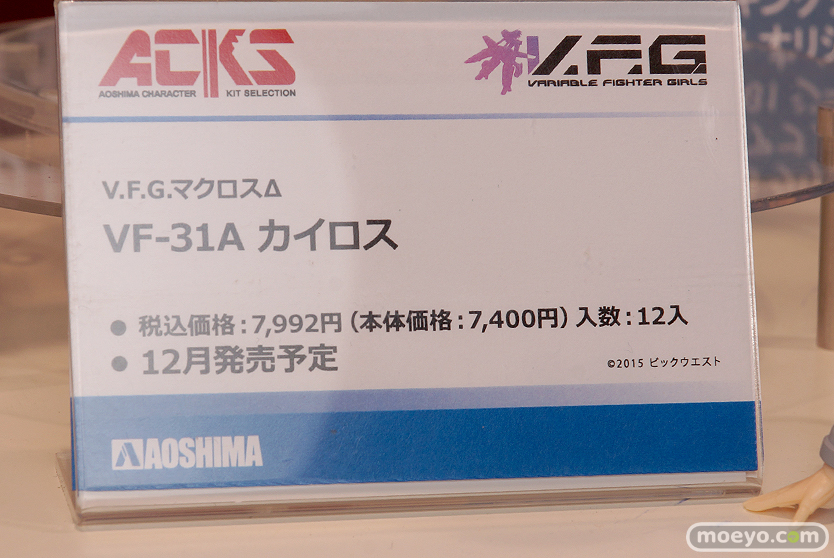 ACKS
AOSHIMA CHARACTER KIT SELECTION
V.F.G
VARIABLE FIGHTER GIRLS
V.F.G.マクロスΔ
VF-31A カイロス
● 税込価格:7,992円(本体価格:7,400円)入数:12入
● 12月発売予定
©2015 ビックウエスト
AOSHIMA
moeyo.com